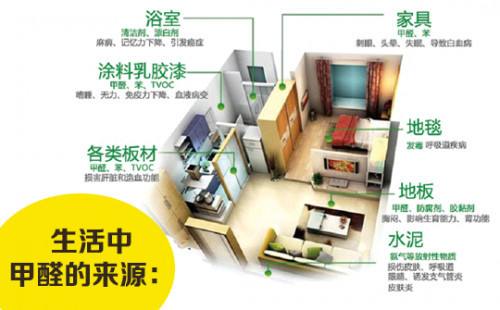 浴室
清洁剂、漂白剂
麻痹、记忆力下降、引发癌症
家具
甲醛、苯
刺眼、头晕、失眠、导致白血病
涂料乳胶漆
甲醛、苯、TVOC
嗜睡、无力、免疫力下降、血液病变
地毯
发霉 呼吸道疾病
各类板材
甲醛、苯、TVOC
损害肝脏和造血功能
地板
甲醛、防腐剂、胶黏剂
胸闷、影响生育能力、肾功能
水泥
氨气等放射性物质
损伤皮肤、呼吸道
眼睛、诱发支气管炎
皮肤炎
生活中
甲醛的来源：